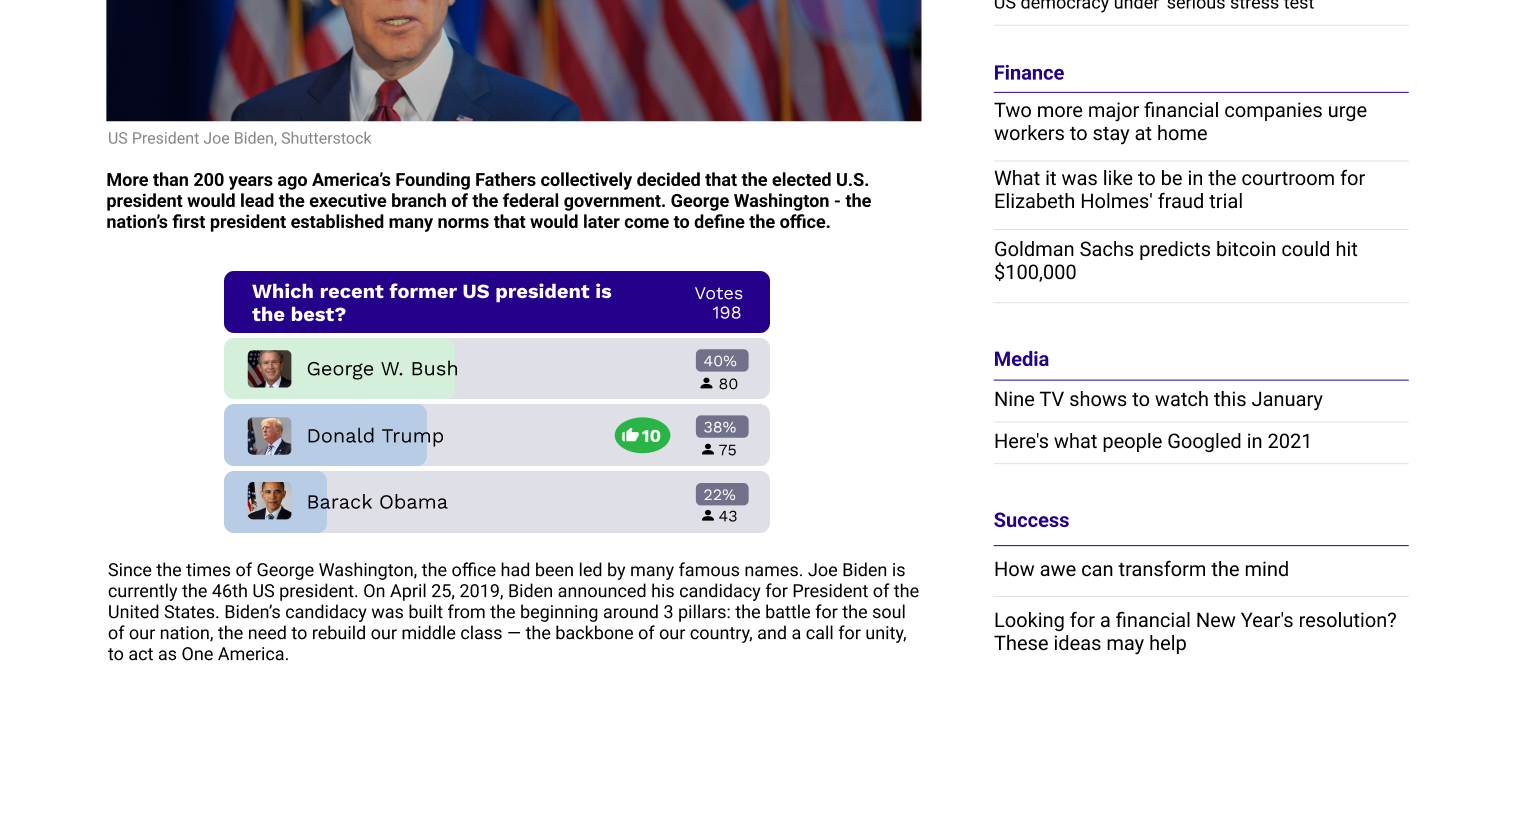 US President Joe Biden, Shutterstock
More than 200 years ago America’s Founding Fathers collectively decided that the elected U.S.
president would lead the executive branch of the federal government. George Washington - the
nation’s first president established many norms that would later come to define the office.
Which recent former US president is
the best?
Votes
198
George W. Bush
40%
80
Donald Trump
10
38%
75
Barack Obama
22%
43
Since the times of George Washington, the office had been led by many famous names. Joe Biden is
currently the 46th US president. On April 25, 2019, Biden announced his candidacy for President of the
United States. Biden’s candidacy was built from the beginning around 3 pillars: the battle for the soul
of our nation, the need to rebuild our middle class — the backbone of our country, and a call for unity,
to act as One America.
US democracy under 'serious stress test'
Finance
Two more major financial companies urge
workers to stay at home
What it was like to be in the courtroom for
Elizabeth Holmes' fraud trial
Goldman Sachs predicts bitcoin could hit
$100,000
Media
Nine TV shows to watch this January
Here's what people Googled in 2021
Success
How awe can transform the mind
Looking for a financial New Year's resolution?
These ideas may help